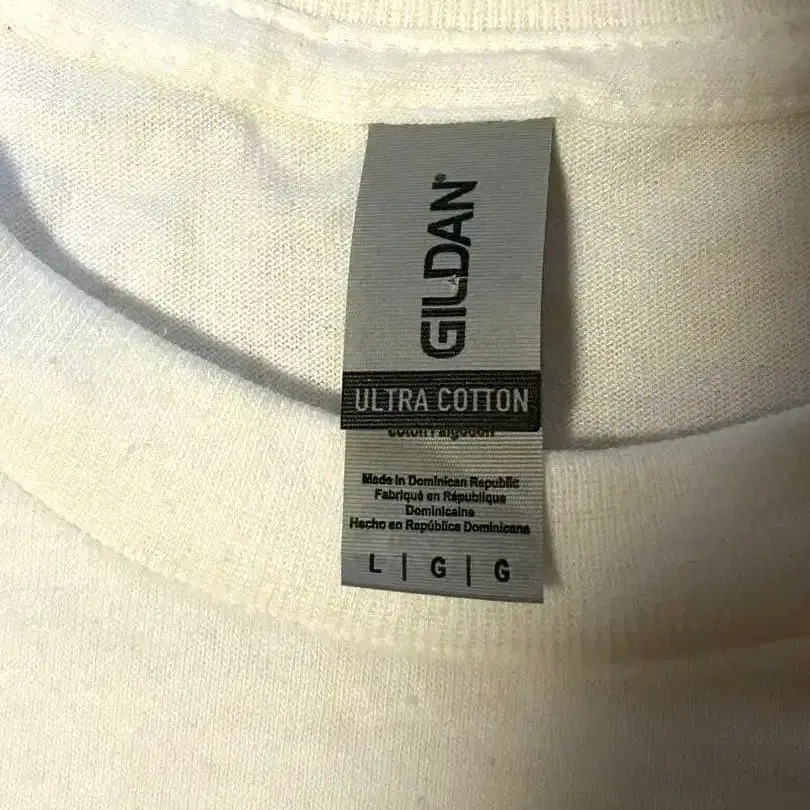 GILDAN®
ULTRA COTTON
Made in Dominican Republic
Fabriqué en République
Dominicaine
Hecho en República Dominicana
L | G | G